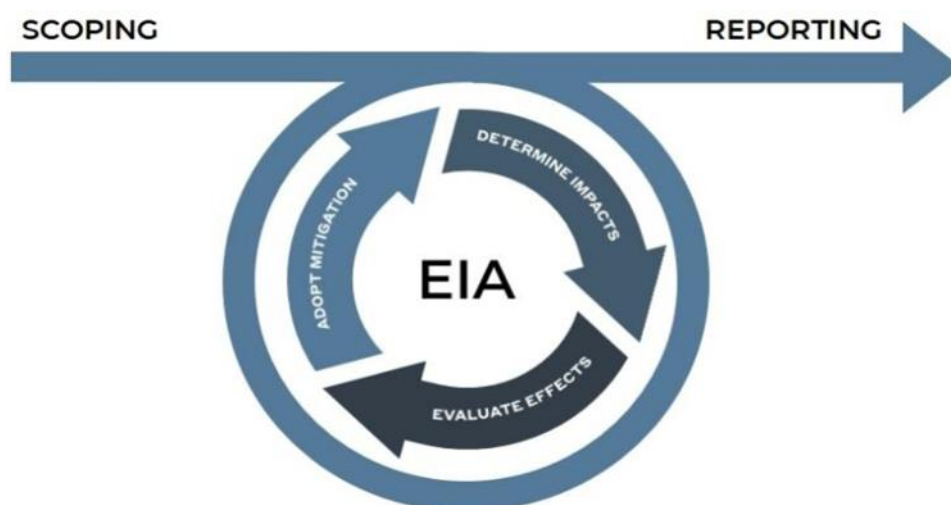 SCOPING
REPORTING
DETERMINE IMPACTS
EVALUATE EFFECTS
ADOPT MITIGATION
EIA